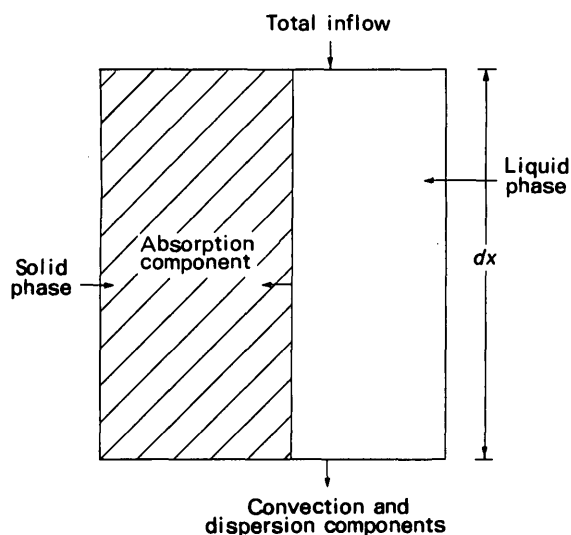 Total inflow
Liquid
phase
Absorption
component
dx
Solid
phase
Convection and
dispersion components